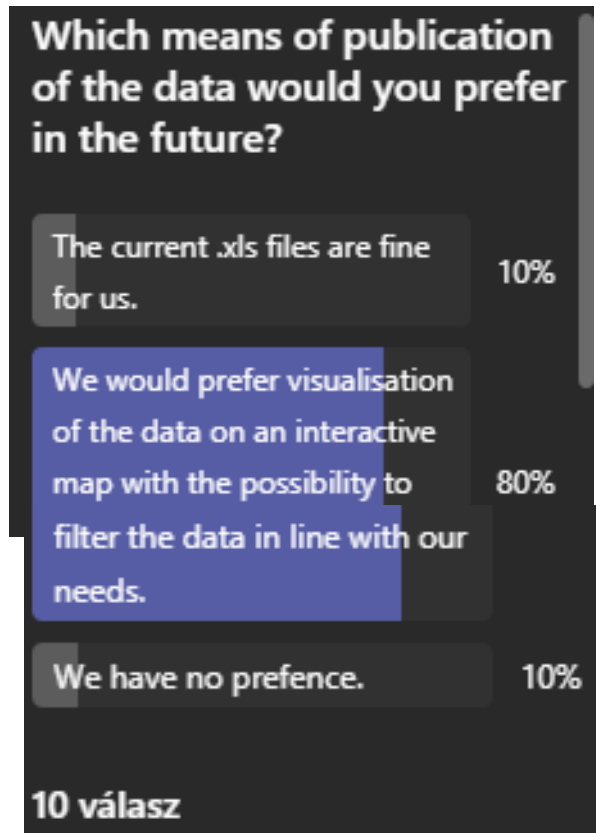 Which means of publication
of the data would you prefer
in the future?
The current .xls files are fine
for us.
10%
We would prefer visualisation
of the data on an interactive
map with the possibility to
filter the data in line with our
needs.
80%
We have no prefence.
10%
10 válasz